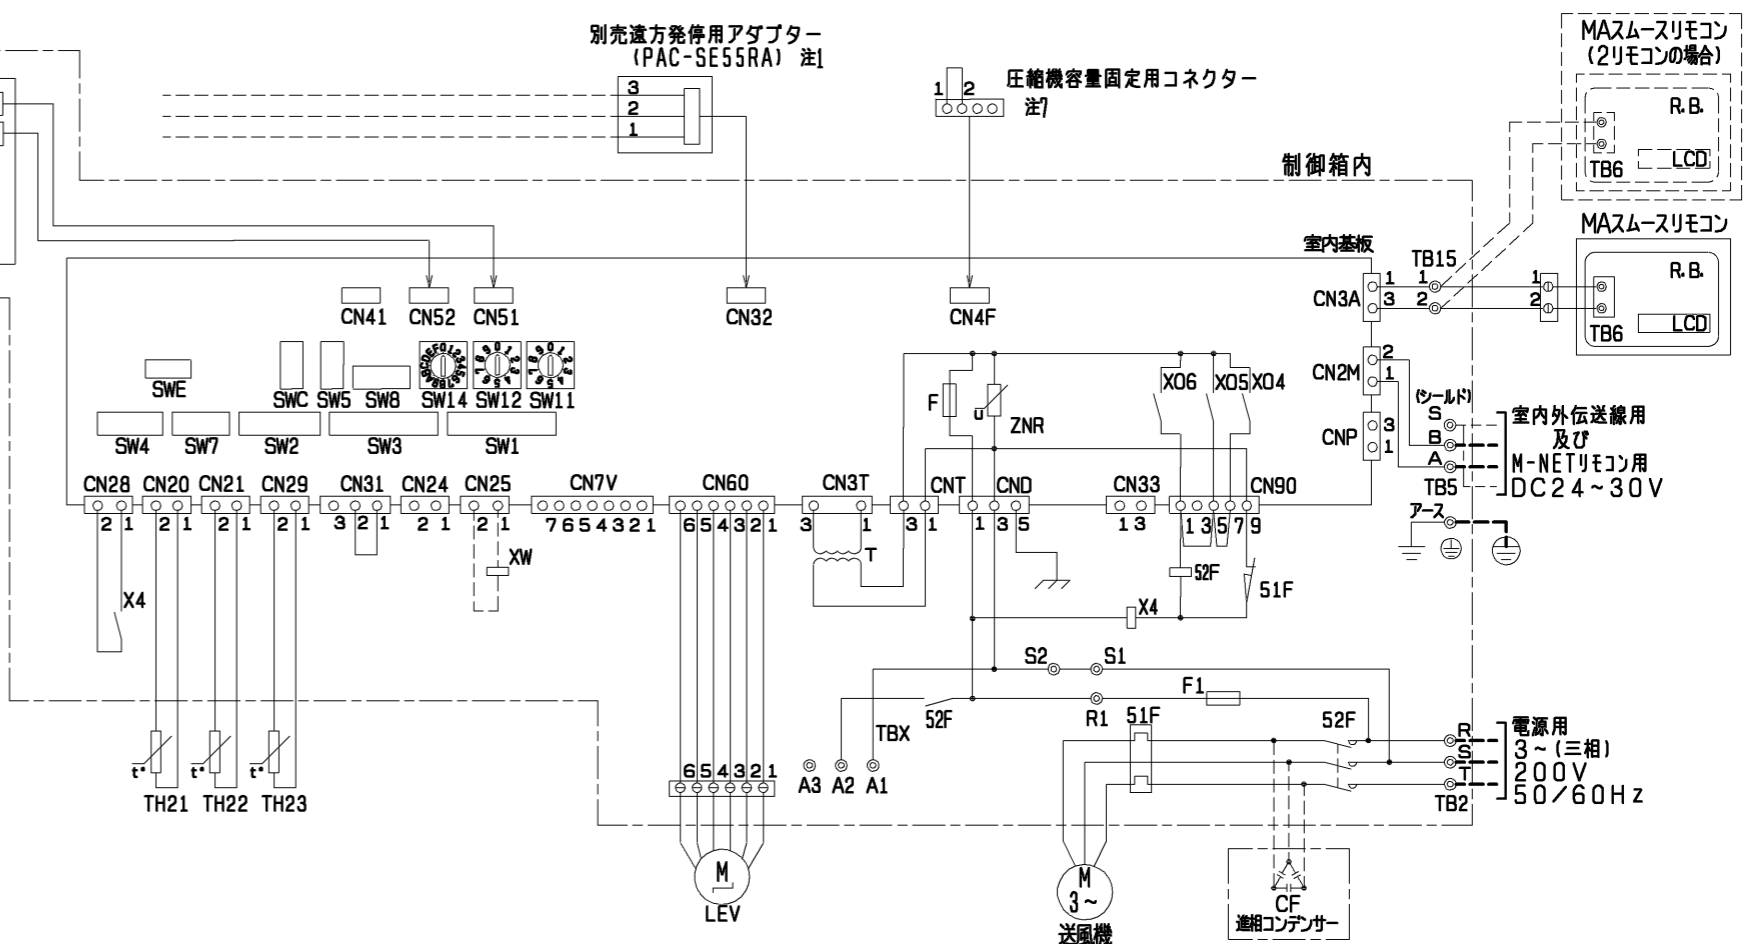 別売遠方発停用アダプター
(PAC-SE55RA) 注1
3
2
1
圧縮機容量固定用コネクター
注7
1 2
MAスムースリモコン
(2リモコンの場合)
R.B.
TB6 LCD
制御箱内
MAスムースリモコン
R.B.
TB6 LCD
室内基板
TB15
CN3A 1 1 1
3 2 2
CN41 CN52 CN51 CN32 CN4F
SWE SWC SW5 SW8 SW14 SW12 SW11
SW4 SW7 SW2 SW3 SW1
F u ZNR X06 X05 X04
CN2M 2
1
CNP 3
1
(シールド)
S
B
A
TB5
室内外伝送線用
及び
M-NETリモコン用
DC24~30V
アース
CN28 CN20 CN21 CN29 CN31 CN24 CN25 CN7V CN60 CN3T CNT CND CN33 CN90
2 1 2 1 2 1 2 1 3 2 1 2 1 2 1 7 6 5 4 3 2 1 6 5 4 3 2 1 3 1 3 1 1 3 5 1 3 1 3 5 7 9
X4 XW T 52F 51F
X4
S2 S1
F1
TBX 52F R1 51F 52F
A3 A2 A1
R
S
T
TB2
電源用
3~(三相)
200V
50/60Hz
t° t° t°
TH21 TH22 TH23
6 5 4 3 2 1
M
LEV
M
3~
送風機
CF
進相コンデンサー